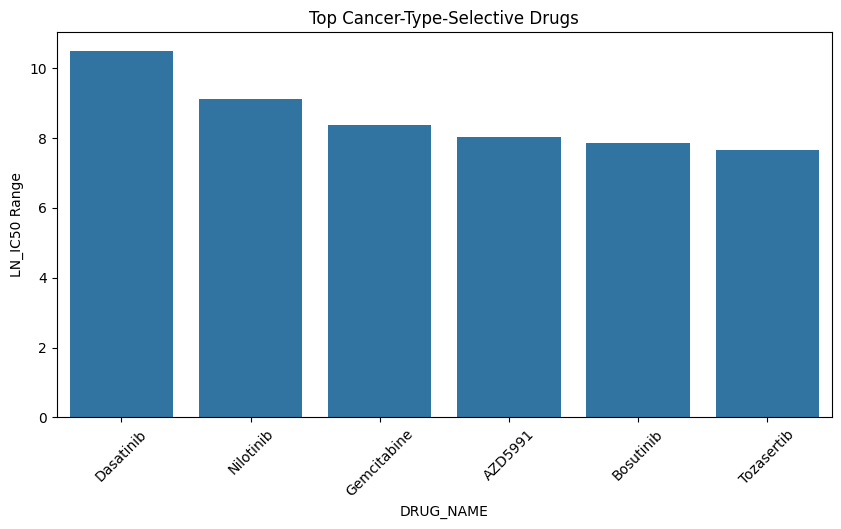 Top Cancer-Type-Selective Drugs
LN_IC50 Range
10
8
6
4
2
0
Dasatinib
Nilotinib
Gemcitabine
AZD5991
Bosutinib
Tozasertib
DRUG_NAME